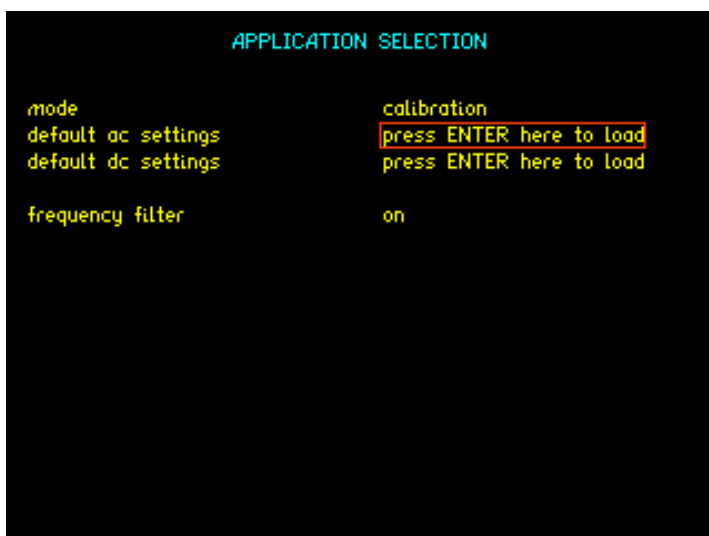 APPLICATION SELECTION
mode calibration
default ac settings press ENTER here to load
default dc settings press ENTER here to load
frequency filter on